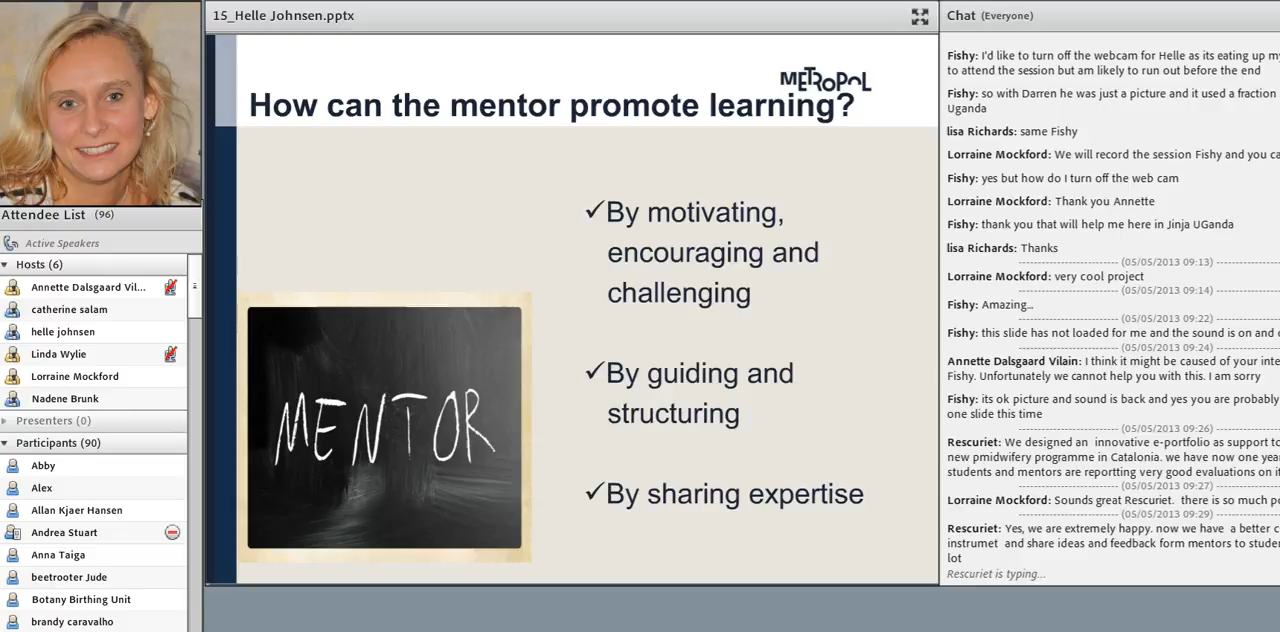 15_Helle Johnsen.pptx
METROPOL
How can the mentor promote learning?
✓By motivating,
encouraging and
challenging
✓By guiding and
structuring
✓By sharing expertise
MENTOR
Attendee List (96)
Active Speakers
Hosts (6)
Annette Dalsgaard Vil...
catherine salam
helle johnsen
Linda Wylie
Lorraine Mockford
Nadene Brunk
Presenters (0)
Participants (90)
Abby
Alex
Allan Kjaer Hansen
Andrea Stuart
Anna Taiga
beetrooter Jude
Botany Birthing Unit
brandy caravalho
Chat (Everyone)
Fishy: I'd like to turn off the webcam for Helle as its eating up my
to attend the session but am likely to run out before the end
Fishy: so with Darren he was just a picture and it used a fraction
Uganda
lisa Richards: same Fishy
Lorraine Mockford: We will record the session Fishy and you ca
Fishy: yes but how do I turn off the web cam
Lorraine Mockford: Thank you Annette
Fishy: thank you that will help me here in Jinja UGanda
lisa Richards: Thanks
(05/05/2013 09:13)
Lorraine Mockford: very cool project
(05/05/2013 09:14)
Fishy: Amazing...
(05/05/2013 09:22)
Fishy: this slide has not loaded for me and the sound is on and
(05/05/2013 09:24)
Annette Dalsgaard Vilain: I think it might be caused of your inte
Fishy. Unfortunately we cannot help you with this. I am sorry
Fishy: its ok picture and sound is back and yes you are probably
one slide this time
(05/05/2013 09:26)
Rescuriet: We designed an innovative e-portfolio as support to
new pmidwifery programme in Catalonia. we have now one yea
students and mentors are reportting very good evaluations on it
(05/05/2013 09:27)
Lorraine Mockford: Sounds great Rescuriet. there is so much po
(05/05/2013 09:29)
Rescuriet: Yes, we are extremely happy. now we have a better c
instrumet and share ideas and feedback form mentors to stude
lot
Rescuriet is typing...